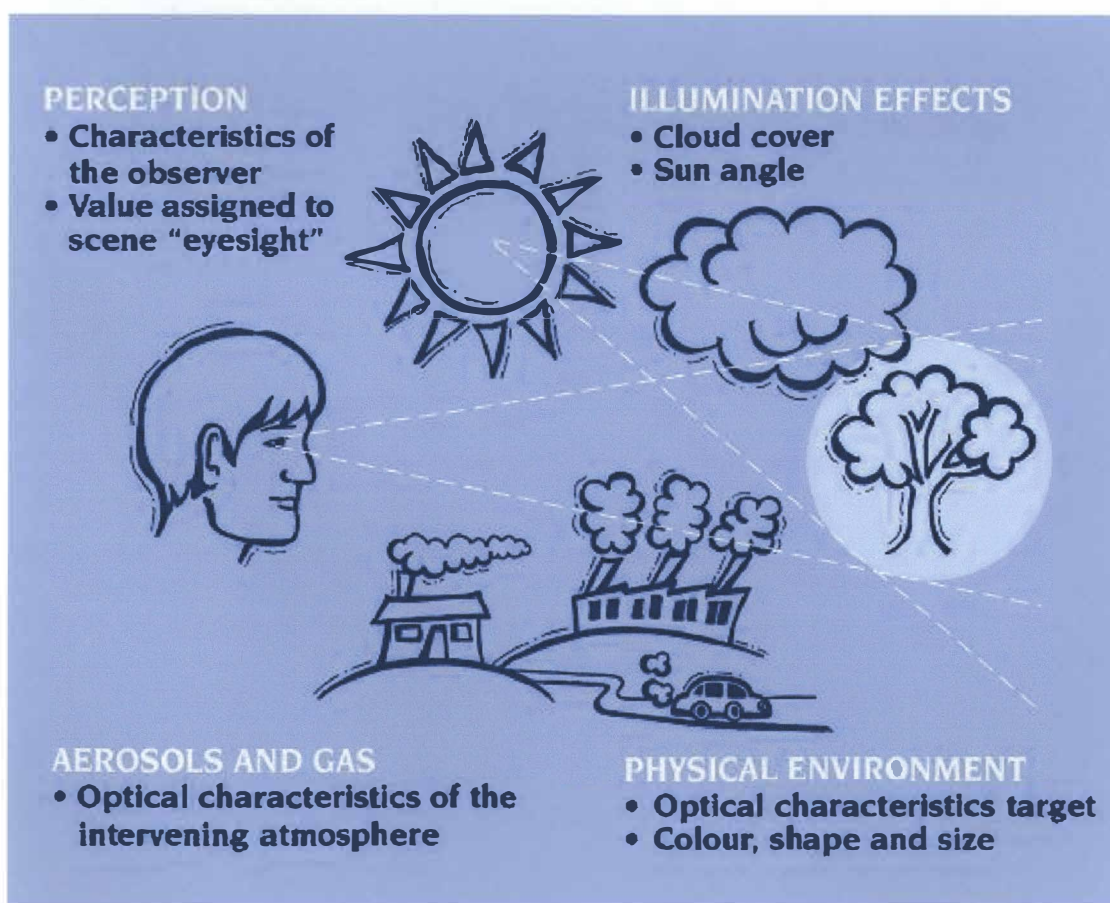 PERCEPTION
• Characteristics of
the observer
• Value assigned to
scene “eyesight”
ILLUMINATION EFFECTS
• Cloud cover
• Sun angle
AEROSOLS AND GAS
• Optical characteristics of the
intervening atmosphere
PHYSICAL ENVIRONMENT
• Optical characteristics target
• Colour, shape and size